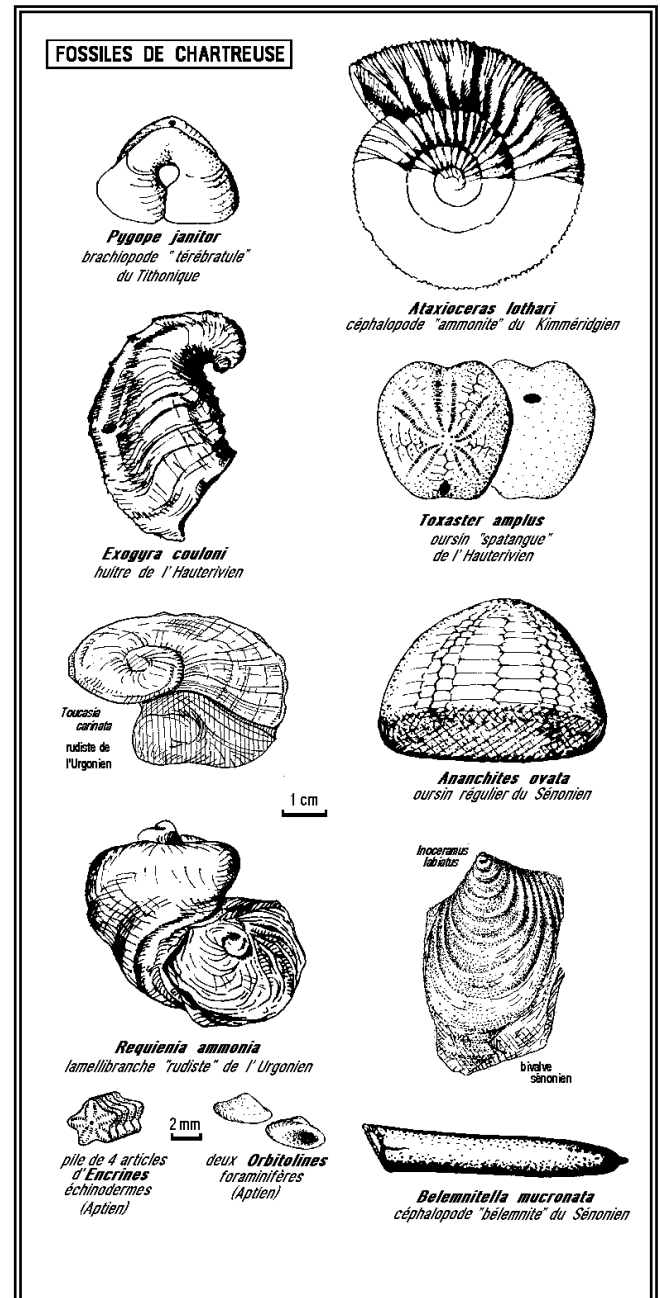 FOSSILES DE CHARTREUSE
Pygope janitor
brachiopode "térébratule"
du Tithonique
Ataxioceras lothari
céphalopode "ammonite" du Kimméridgien
Exogyra couloni
huître de l'Hauterivien
Toxaster amplus
oursin "spatangue"
de l'Hauterivien
Toucasia
carinata
rudiste de
l'Urgonien
Ananchites ovata
oursin régulier du Sénonien
1 cm
Requienia ammonia
lamellibranche "rudiste" de l'Urgonien
Inoceramus
labiatus
bivalve
sénonien
2 mm
pile de 4 articles
d'Encrines
échinodermes
(Aptien)
deux Orbitolines
foraminifères
(Aptien)
Belemnitella mucronata
céphalopode "bélemnite" du Sénonien